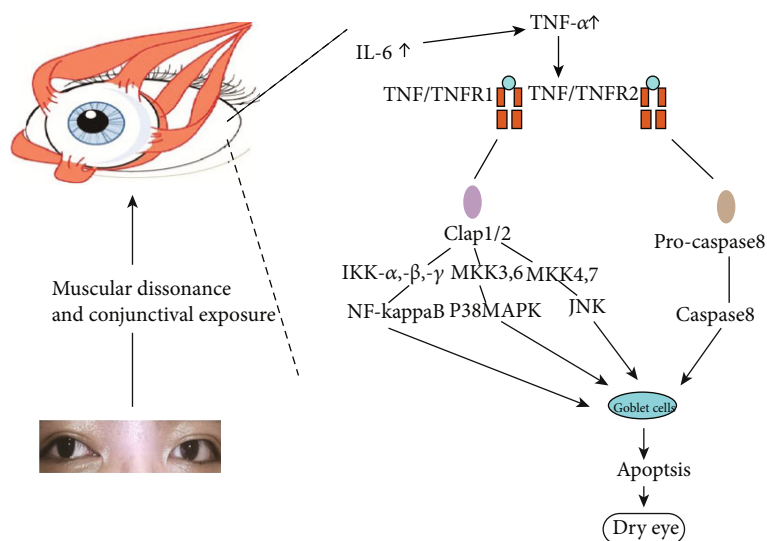 TNF-α↑
IL-6 ↑
TNF/TNFR1
TNF/TNFR2
Clap1/2
Pro-caspase8
IKK-α,-β,-γ
MKK3,6
MKK4,7
Muscular dissonance
and conjunctival exposure
NF-kappaB
P38MAPK
JNK
Caspase8
Goblet cells
Apoptsis
Dry eye